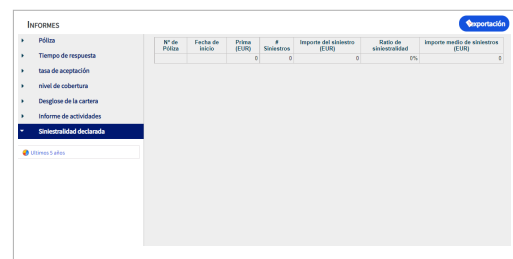 INFORMES
exportación
Póliza
Tiempo de respuesta
tasa de aceptación
nivel de cobertura
Desglose de la cartera
Informe de actividades
Siniestralidad declarada
Ultimos 5 años
Nº de Póliza Fecha de inicio Prima (EUR) # Siniestros Importe del siniestro (EUR) Ratio de siniestralidad Importe medio de siniestros (EUR)
0 0 0 0% 0